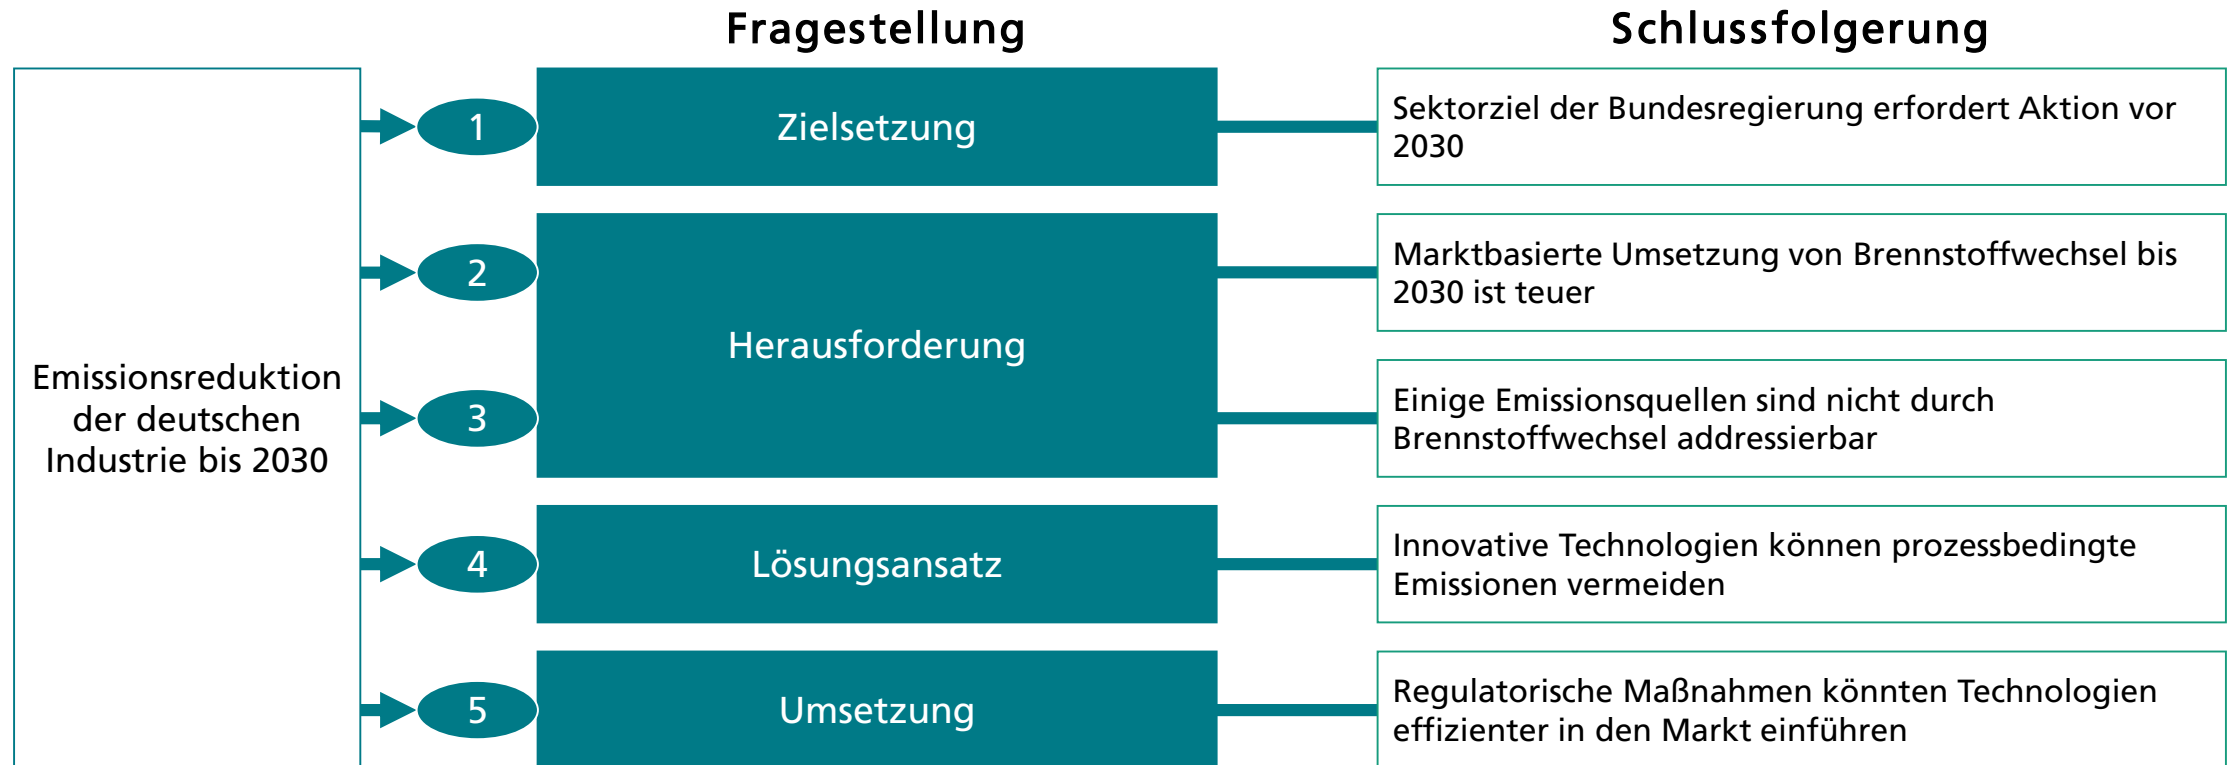 Fragestellung
Schlussfolgerung
Emissionsreduktion
der deutschen
Industrie bis 2030
1
Zielsetzung
Sektorziel der Bundesregierung erfordert Aktion vor
2030
2
Herausforderung
Marktbasierte Umsetzung von Brennstoffwechsel bis
2030 ist teuer
3
Einige Emissionsquellen sind nicht durch
Brennstoffwechsel addressierbar
4
Lösungsansatz
Innovative Technologien können prozessbedingte
Emissionen vermeiden
5
Umsetzung
Regulatorische Maßnahmen könnten Technologien
effizienter in den Markt einführen